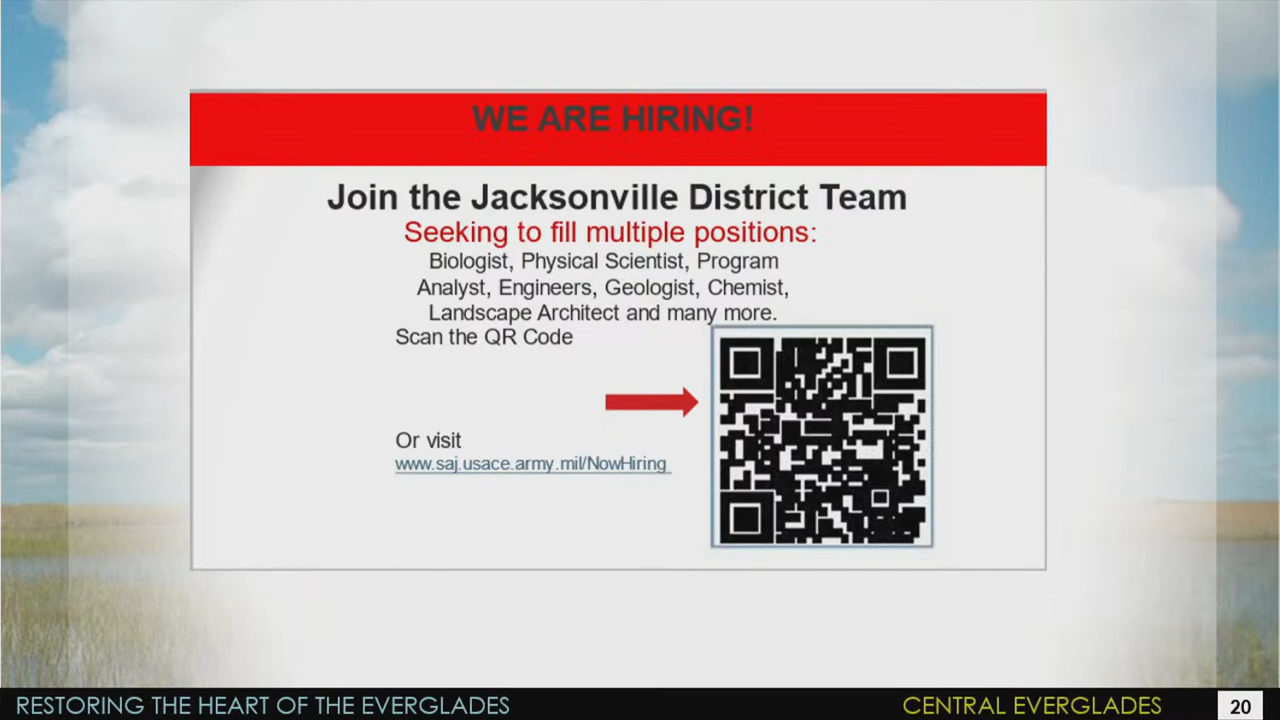 WE ARE HIRING!
Join the Jacksonville District Team
Seeking to fill multiple positions:
Biologist, Physical Scientist, Program
Analyst, Engineers, Geologist, Chemist,
Landscape Architect and many more.
Scan the QR Code
Or visit
www.saj.usace.army.mil/NowHiring
RESTORING THE HEART OF THE EVERGLADES
CENTRAL EVERGLADES
20